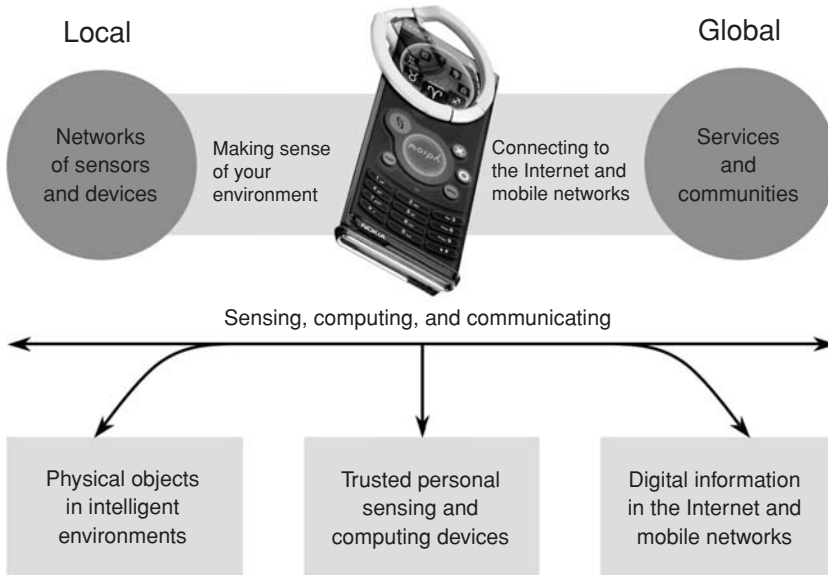 Local
Global
Networks
of sensors
and devices
Making sense
of your
environment
morph
NOKIA
Connecting to
the Internet and
mobile networks
Services
and
communities
Sensing, computing, and communicating
Physical objects
in intelligent
environments
Trusted personal
sensing and
computing devices
Digital information
in the Internet and
mobile networks